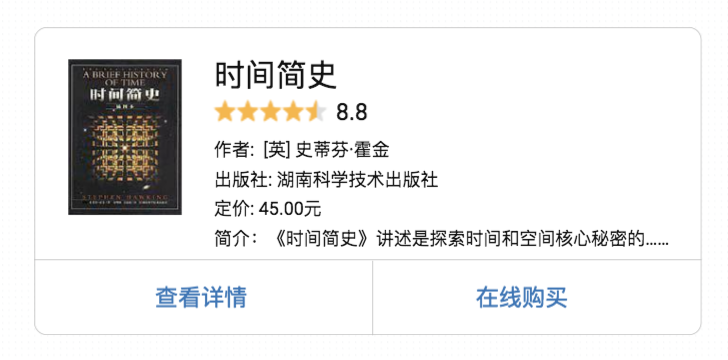 A BRIEF HISTORY
OF TIME
时间简史
STEPHEN HAWKING
时间简史
8.8
作者: [英] 史蒂芬·霍金
出版社: 湖南科学技术出版社
定价: 45.00元
简介: 《时间简史》讲述是探索时间和空间核心秘密的......
查看详情
在线购买